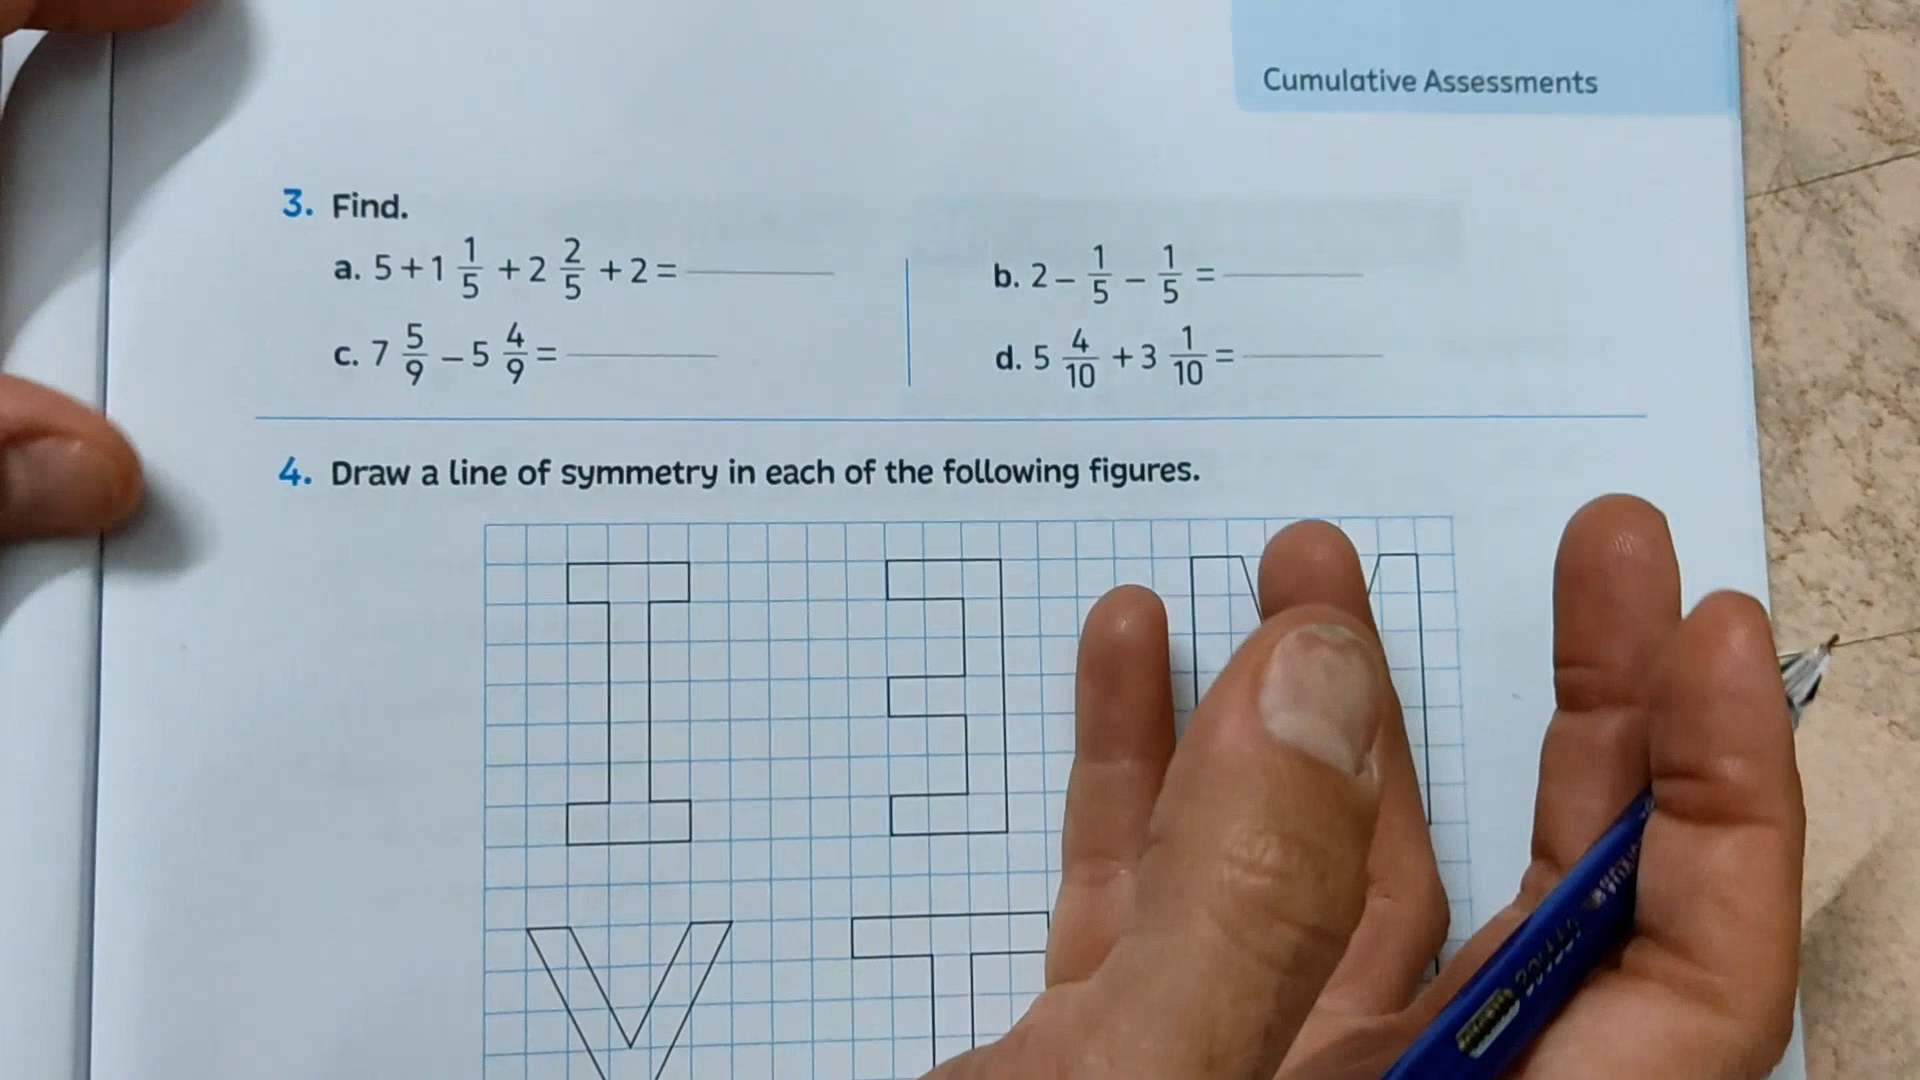 Cumulative Assessments
3. Find.
a. 5 + 1 1/5 + 2 2/5 + 2 =
b. 2 – 1/5 – 1/5 =
c. 7 5/9 – 5 4/9 =
d. 5 4/10 + 3 1/10 =
4. Draw a line of symmetry in each of the following figures.